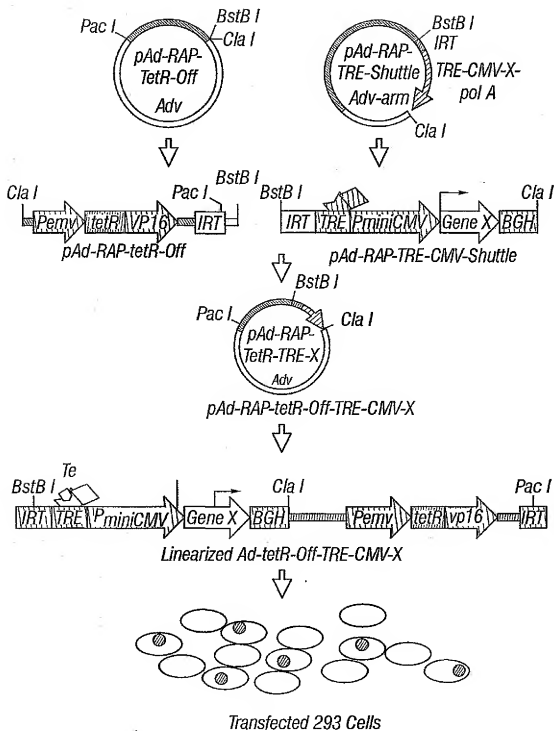 Pac I
BstB I
Cla I
pAd-RAP-
TetR-Off
Adv
BstB I
IRT
pAd-RAP-
TRE-Shuttle
Adv-arm
TRE-CMV-X-
pol A
Cla I
Cla I
Pemv
tetR
VP16
Pac I
IRT
BstB I
pAd-RAP-tetR-Off
BstB I
IRT
TRE
PminiCMV
Gene X
BGH
Cla I
pAd-RAP-TRE-CMV-Shuttle
Pac I
BstB I
Cla I
pAd-RAP-
TetR-TRE-X
Adv
pAd-RAP-tetR-Off-TRE-CMV-X
Te
BstB I
Cla I
Pac I
IRT
TRE
PminiCMV
Gene X
BGH
Pemv
tetR
vp16
IRT
Linearized Ad-tetR-Off-TRE-CMV-X
Transfected 293 Cells